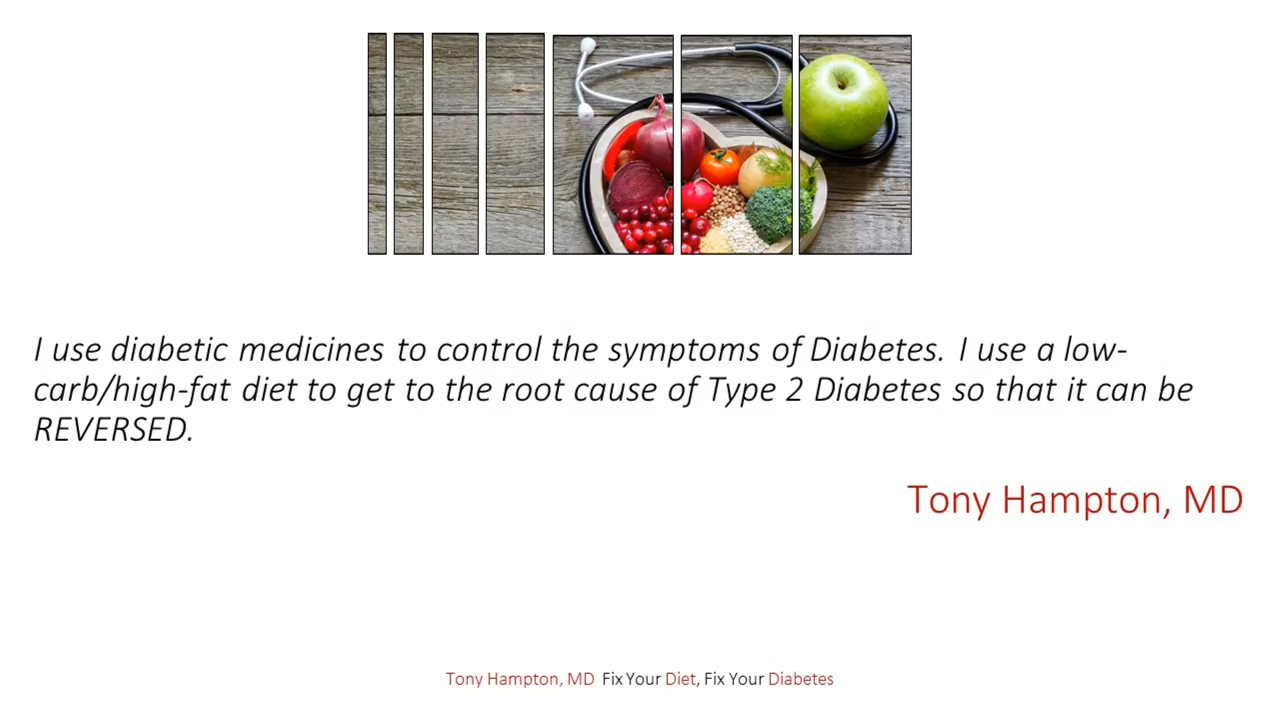 I use diabetic medicines to control the symptoms of Diabetes. I use a low-
carb/high-fat diet to get to the root cause of Type 2 Diabetes so that it can be
REVERSED.
Tony Hampton, MD
Tony Hampton, MD Fix Your Diet, Fix Your Diabetes